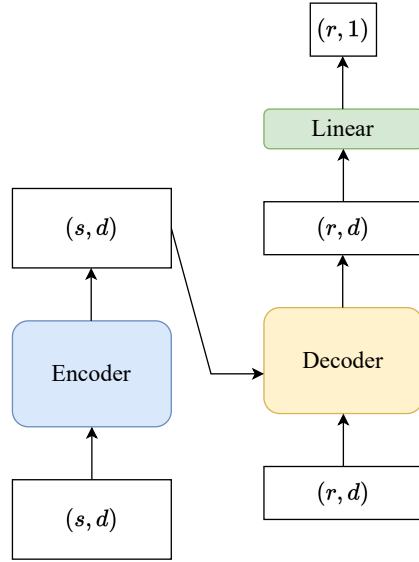 (r, 1)
Linear
(s, d)
(r, d)
Encoder
Decoder
(s, d)
(r, d)